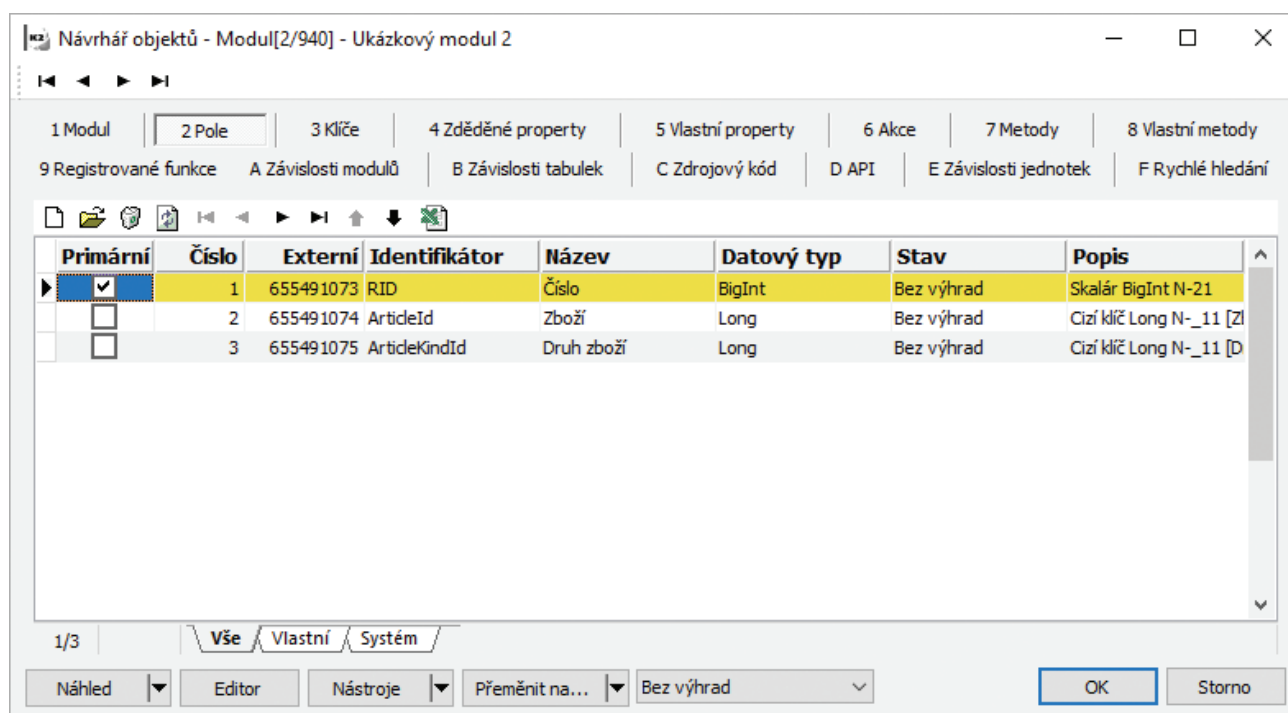 K2 Návrhář objektů - Modul[2/940] - Ukázkový modul 2
1 Modul 2 Pole 3 Klíče 4 Zděděné property 5 Vlastní property 6 Akce 7 Metody 8 Vlastní metody
9 Registrované funkce A Závislosti modulů B Závislosti tabulek C Zdrojový kód D API E Závislosti jednotek F Rychlé hledání
Primární Číslo Externí Identifikátor Název Datový typ Stav Popis
1 655491073 RID Číslo BigInt Bez výhrad Skalár BigInt N-21
2 655491074 ArticleId Zboží Long Bez výhrad Cizí klíč Long N-_11 [Zl
3 655491075 ArticleKindId Druh zboží Long Bez výhrad Cizí klíč Long N-_11 [D
1/3 Vše Vlastní Systém
Náhled Editor Nástroje Přeměnit na... Bez výhrad OK Storno